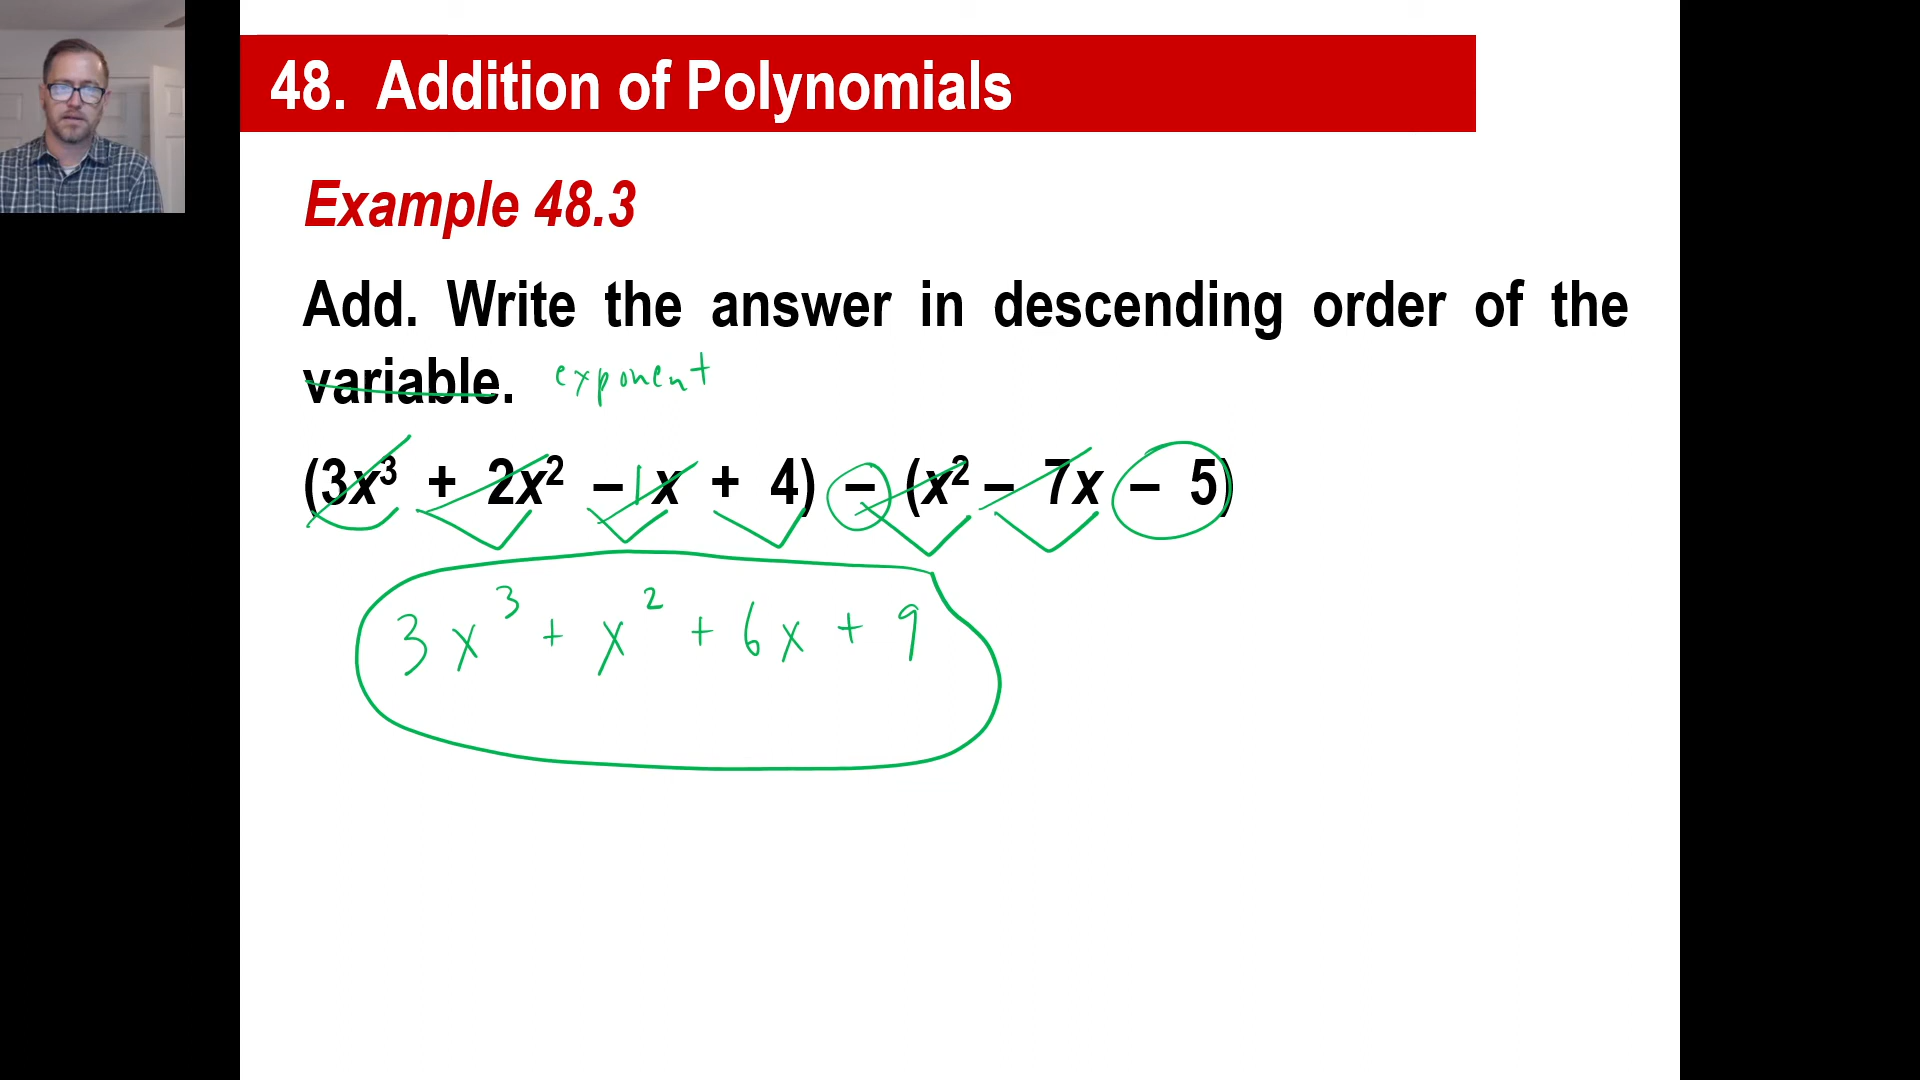 48. Addition of Polynomials
Example 48.3
Add. Write the answer in descending order of the
variable. exponent
(3x³ + 2x² – 1x + 4) – (x² – 7x – 5)
3x³ + x² + 6x + 9